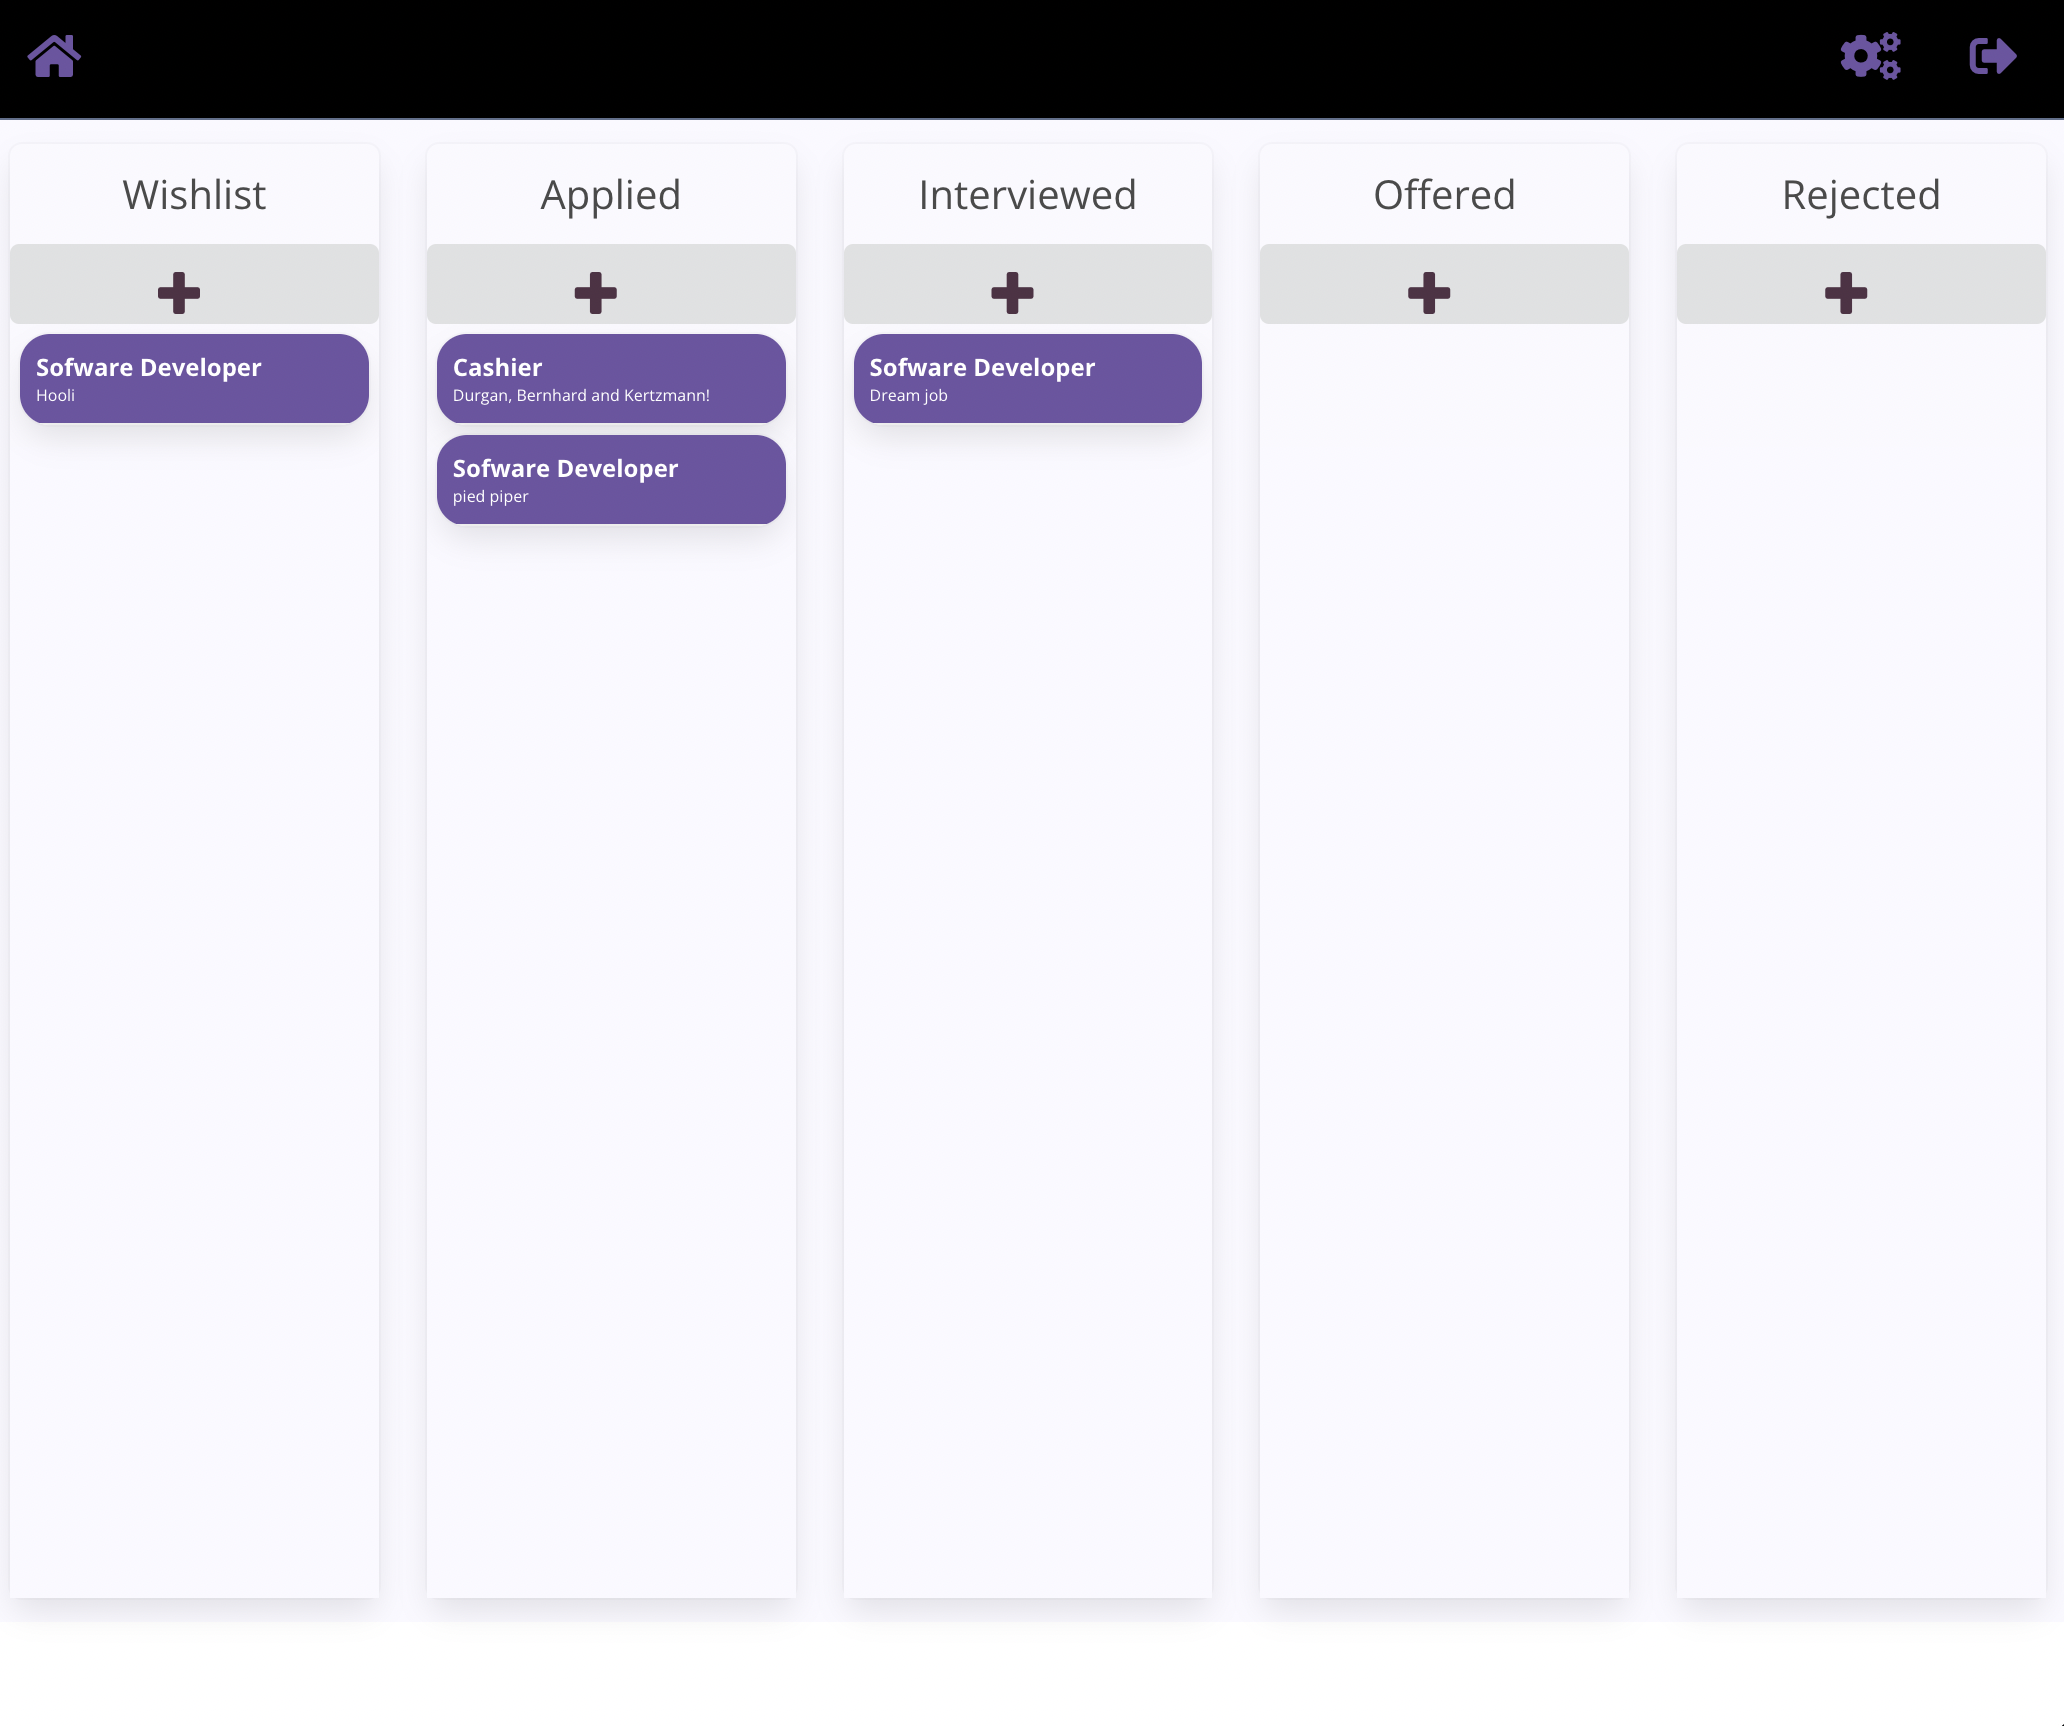 Wishlist
Applied
Interviewed
Offered
Rejected
Sofware Developer
Hooli
Cashier
Durgan, Bernhard and Kertzmann!
Sofware Developer
pied piper
Sofware Developer
Dream job